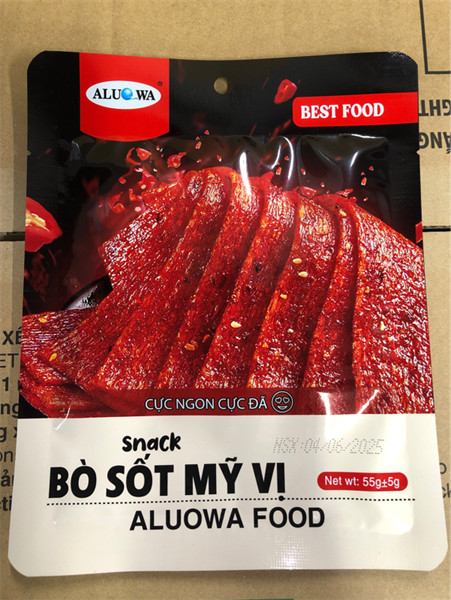 ALUOWA
BEST FOOD
CỰC NGON CỰC ĐÃ
snack
NSX:04/06/2025
BÒ SỐT MỸ VỊ
Net wt: 55g±5g
ALUOWA FOOD